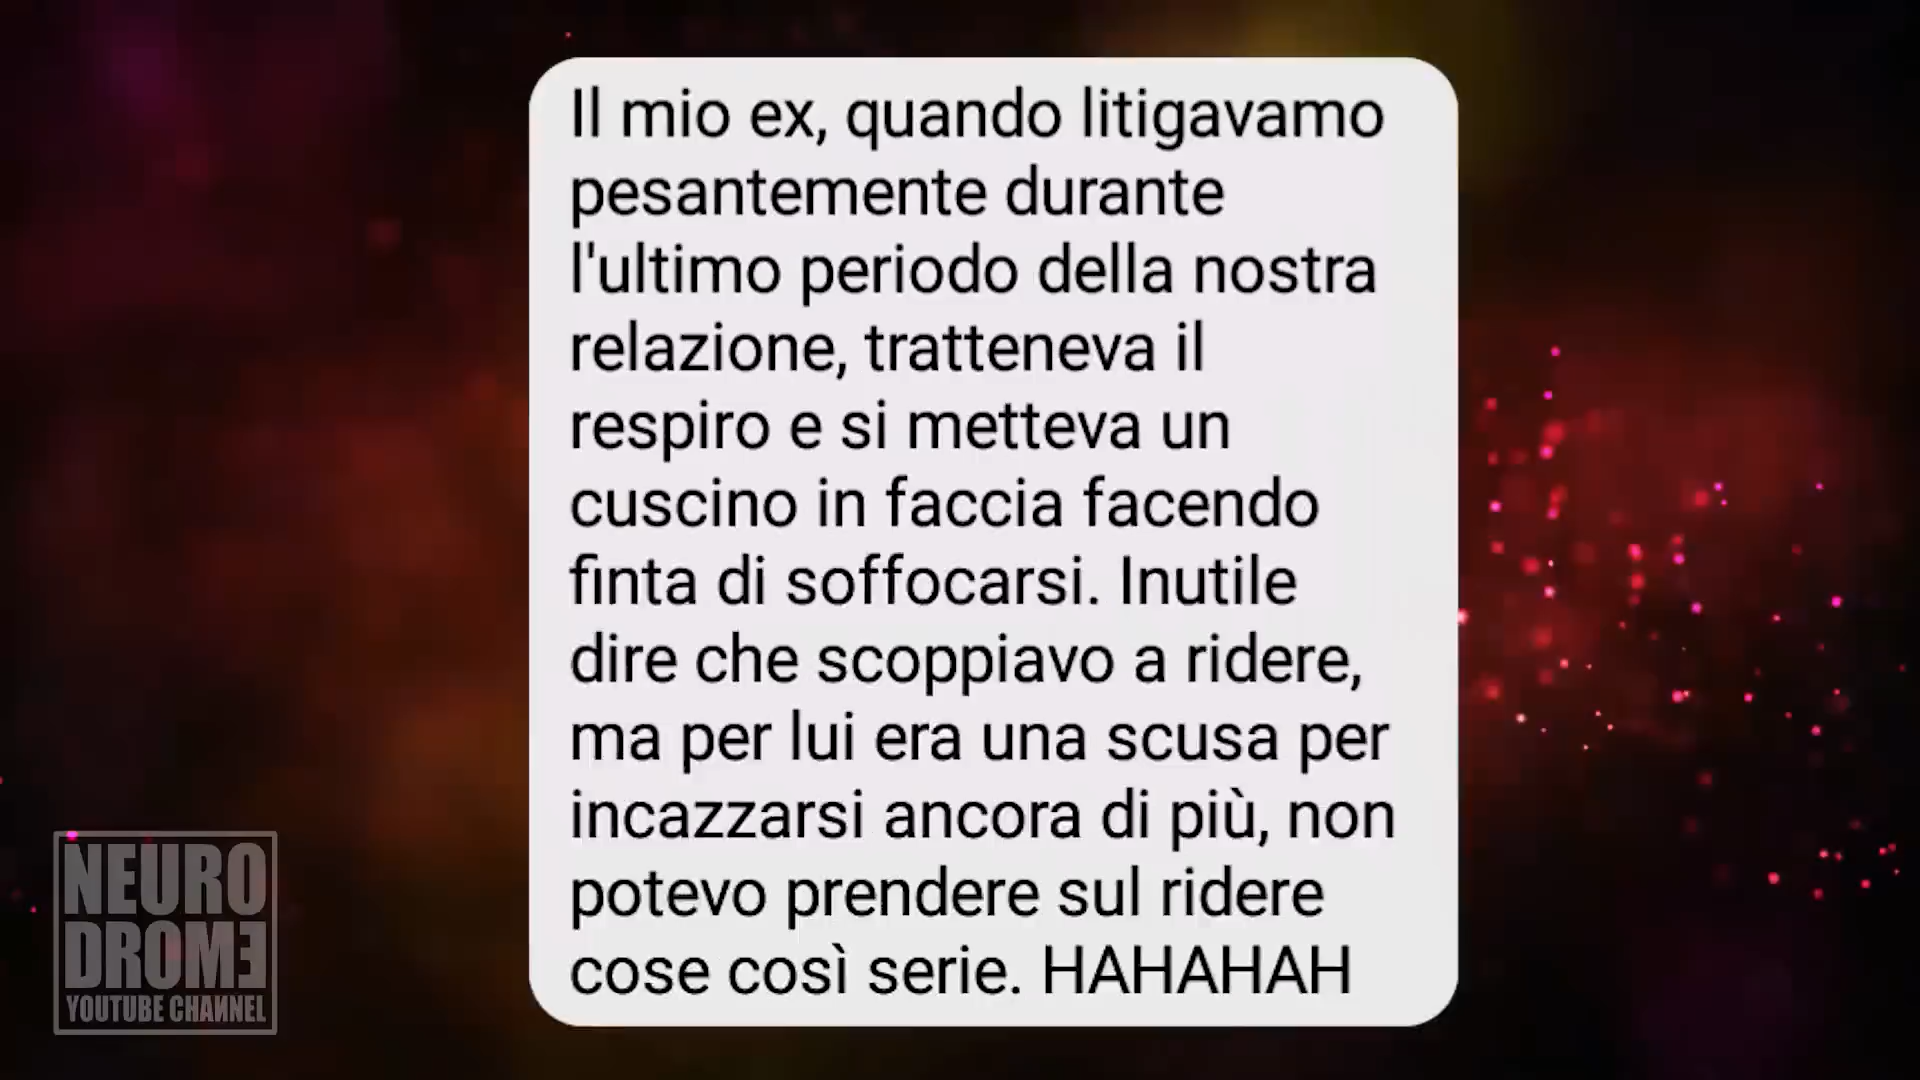 Il mio ex, quando litigavamo
pesantemente durante
l'ultimo periodo della nostra
relazione, tratteneva il
respiro e si metteva un
cuscino in faccia facendo
finta di soffocarsi. Inutile
dire che scoppiavo a ridere,
ma per lui era una scusa per
incazzarsi ancora di più, non
potevo prendere sul ridere
cose così serie. HAHAHAH
NEURO
DROMƎ
YOUTUBE CHANNEL